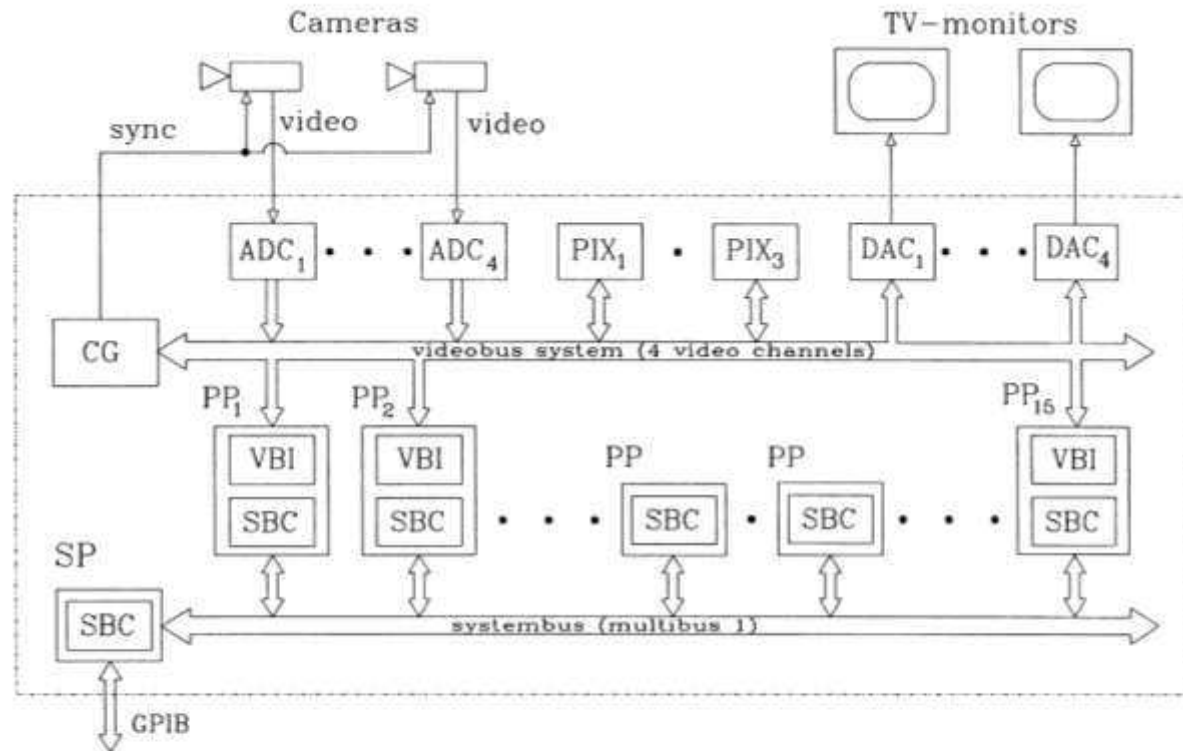 Cameras TV-monitors
sync video video
ADC1 ADC4 PIX1 PIX3 DAC1 DAC4
CG
videobus system (4 video channels)
PP1 PP2 PP15
VBI VBI VBI
PP PP
SBC SBC SBC SBC SBC
SP
SBC
systembus (multibus 1)
GPIB